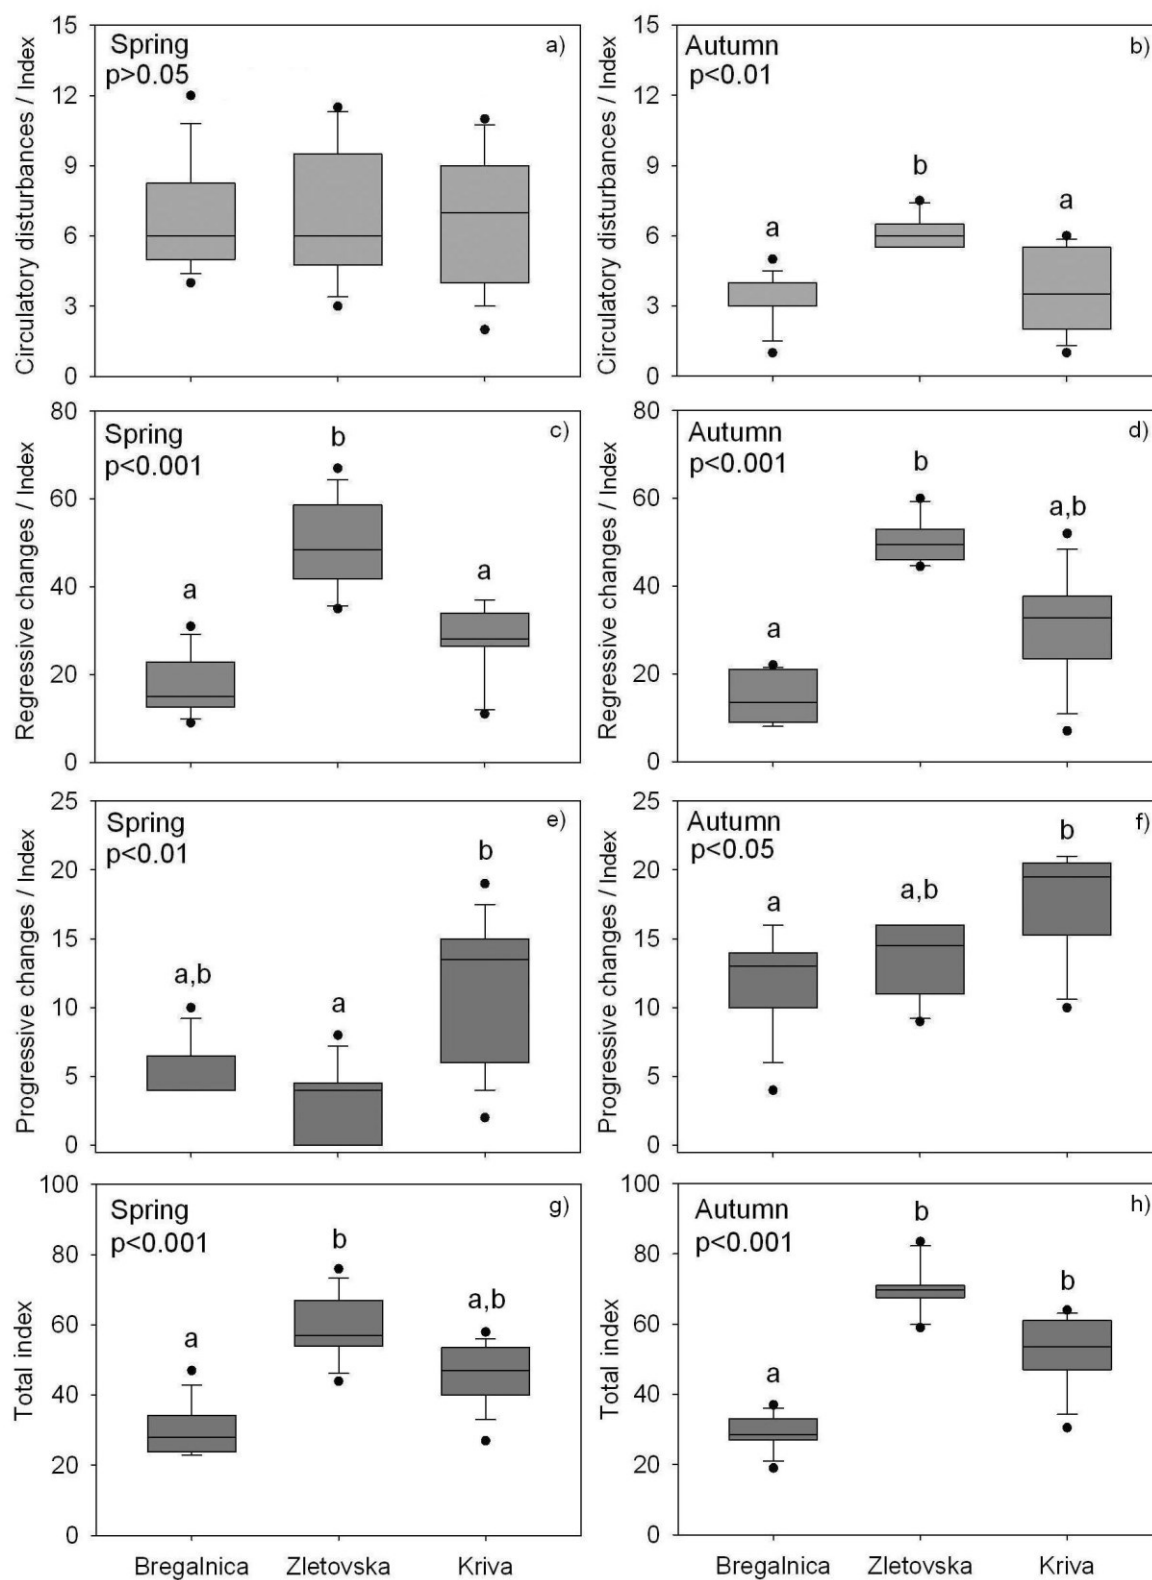 Circulatory disturbances / Index
15
12
9
6
3
0
Spring
p>0.05
a)
Circulatory disturbances / Index
15
12
9
6
3
0
Autumn
p<0.01
b)
a
b
a
Regressive changes / Index
80
60
40
20
0
Spring
p<0.001
c)
a
b
a
Regressive changes / Index
80
60
40
20
0
Autumn
p<0.001
d)
a
b
a,b
Progressive changes / Index
25
20
15
10
5
0
Spring
p<0.01
e)
a,b
a
b
Progressive changes / Index
25
20
15
10
5
0
Autumn
p<0.05
f)
a
a,b
b
Total index
100
80
60
40
20
0
Spring
p<0.001
g)
a
b
a,b
Bregalnica Zletovska Kriva
Total index
100
80
60
40
20
0
Autumn
p<0.001
h)
a
b
b
Bregalnica Zletovska Kriva